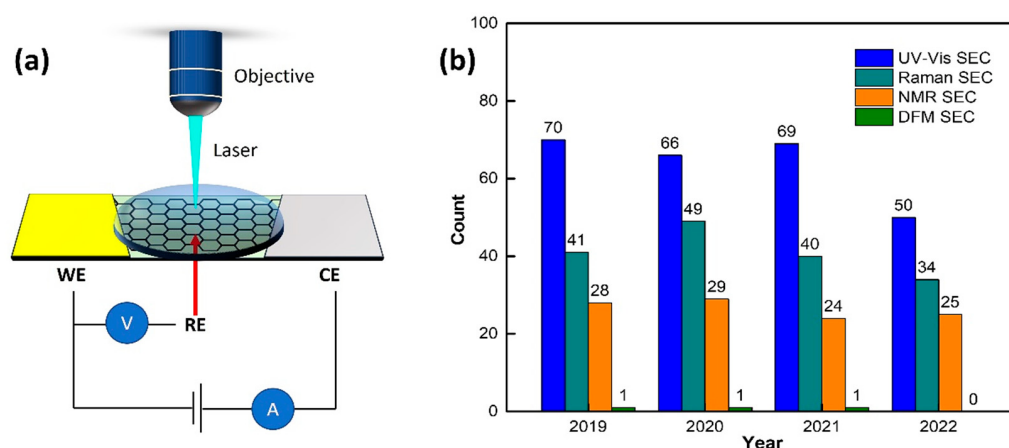 (a)
Objective
Laser
WE
CE
V
RE
A
(b)
100
80
60
40
20
0
Count
UV-Vis SEC
Raman SEC
NMR SEC
DFM SEC
70
41
28
1
66
49
29
1
69
40
24
1
50
34
25
0
2019
2020
2021
2022
Year